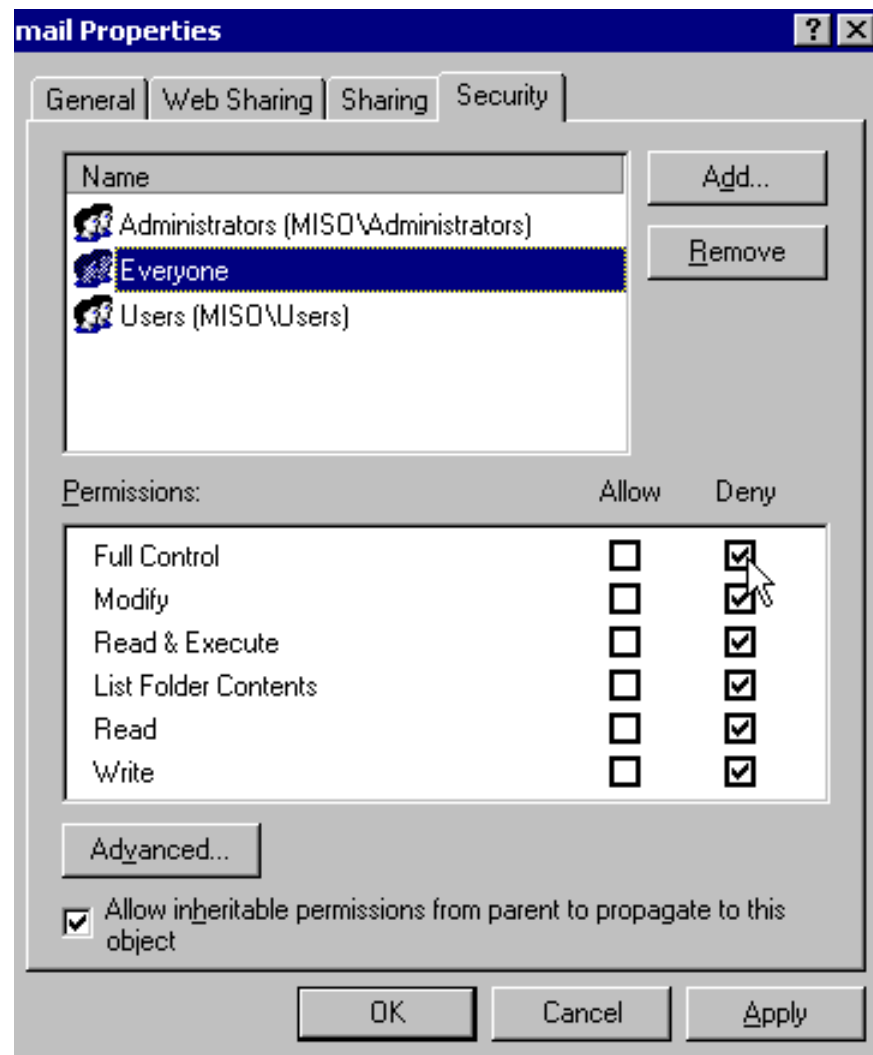 mail Properties
General Web Sharing Sharing Security
Name
Add...
Administrators (MISO\Administrators)
Remove
Everyone
Users (MISO\Users)
Permissions: Allow Deny
Full Control
Modify
Read & Execute
List Folder Contents
Read
Write
Advanced...
Allow inheritable permissions from parent to propagate to this
object
OK Cancel Apply